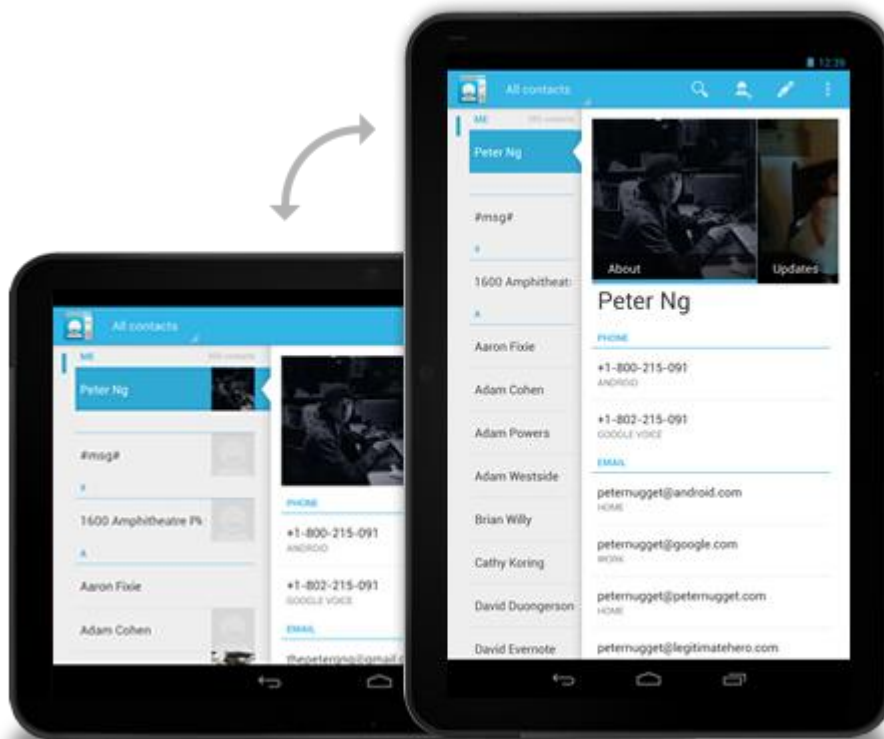 All contacts
ME
Peter Ng
#msg#
#
1600 Amphitheatre
A
Aaron Fixie
Adam Cohen
thepetergng@gmail.c
PHONE
+1-800-215-091
ANDROID
+1-802-215-091
GOOGLE VOICE
EMAIL
12:39
All contacts
ME
Peter Ng
#msg#
#
1600 Amphitheat
A
Aaron Fixie
Adam Cohen
Adam Powers
Adam Westside
Brian Willy
Cathy Koring
David Duongerson
David Evernote
About
Updates
Peter Ng
PHONE
+1-800-215-091
ANDROID
+1-802-215-091
GOOGLE VOICE
EMAIL
peternugget@android.com
HOME
peternugget@google.com
WORK
peternugget@peternugget.com
HOME
peternugget@legitimatehero.com